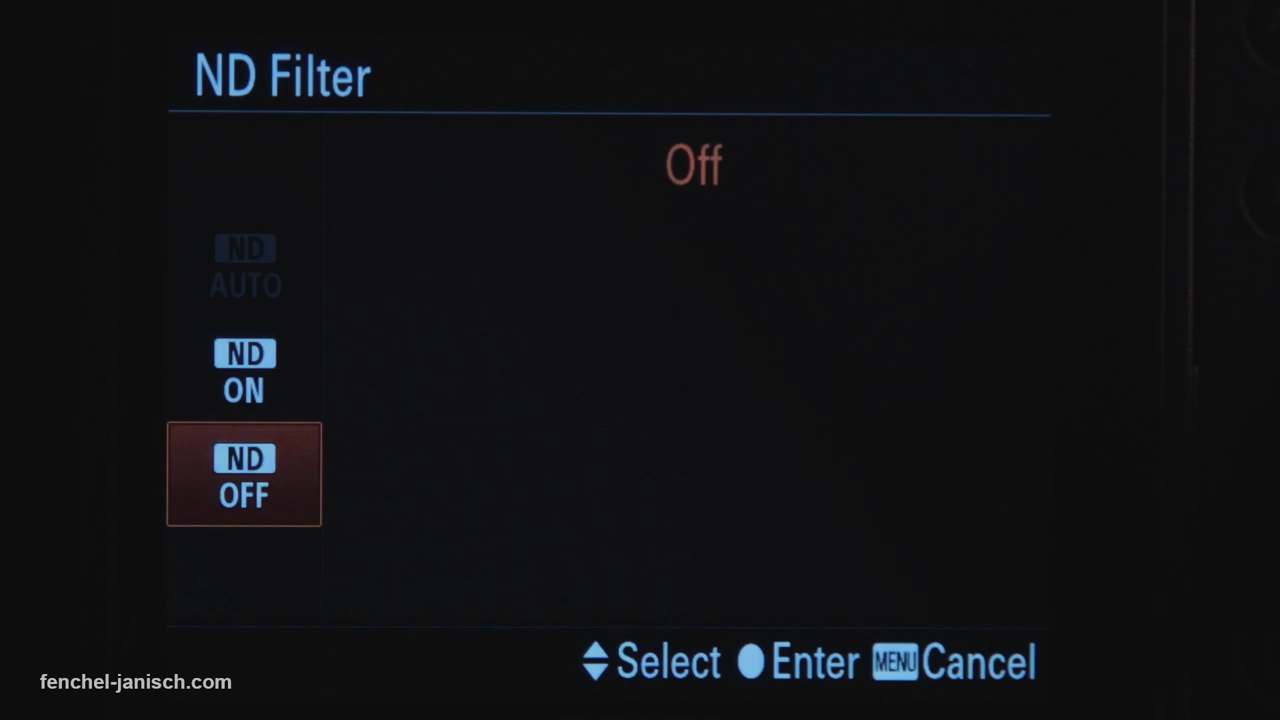 ND Filter
Off
ND
AUTO
ND
ON
ND
OFF
Select Enter MENU Cancel
fenchel-janisch.com